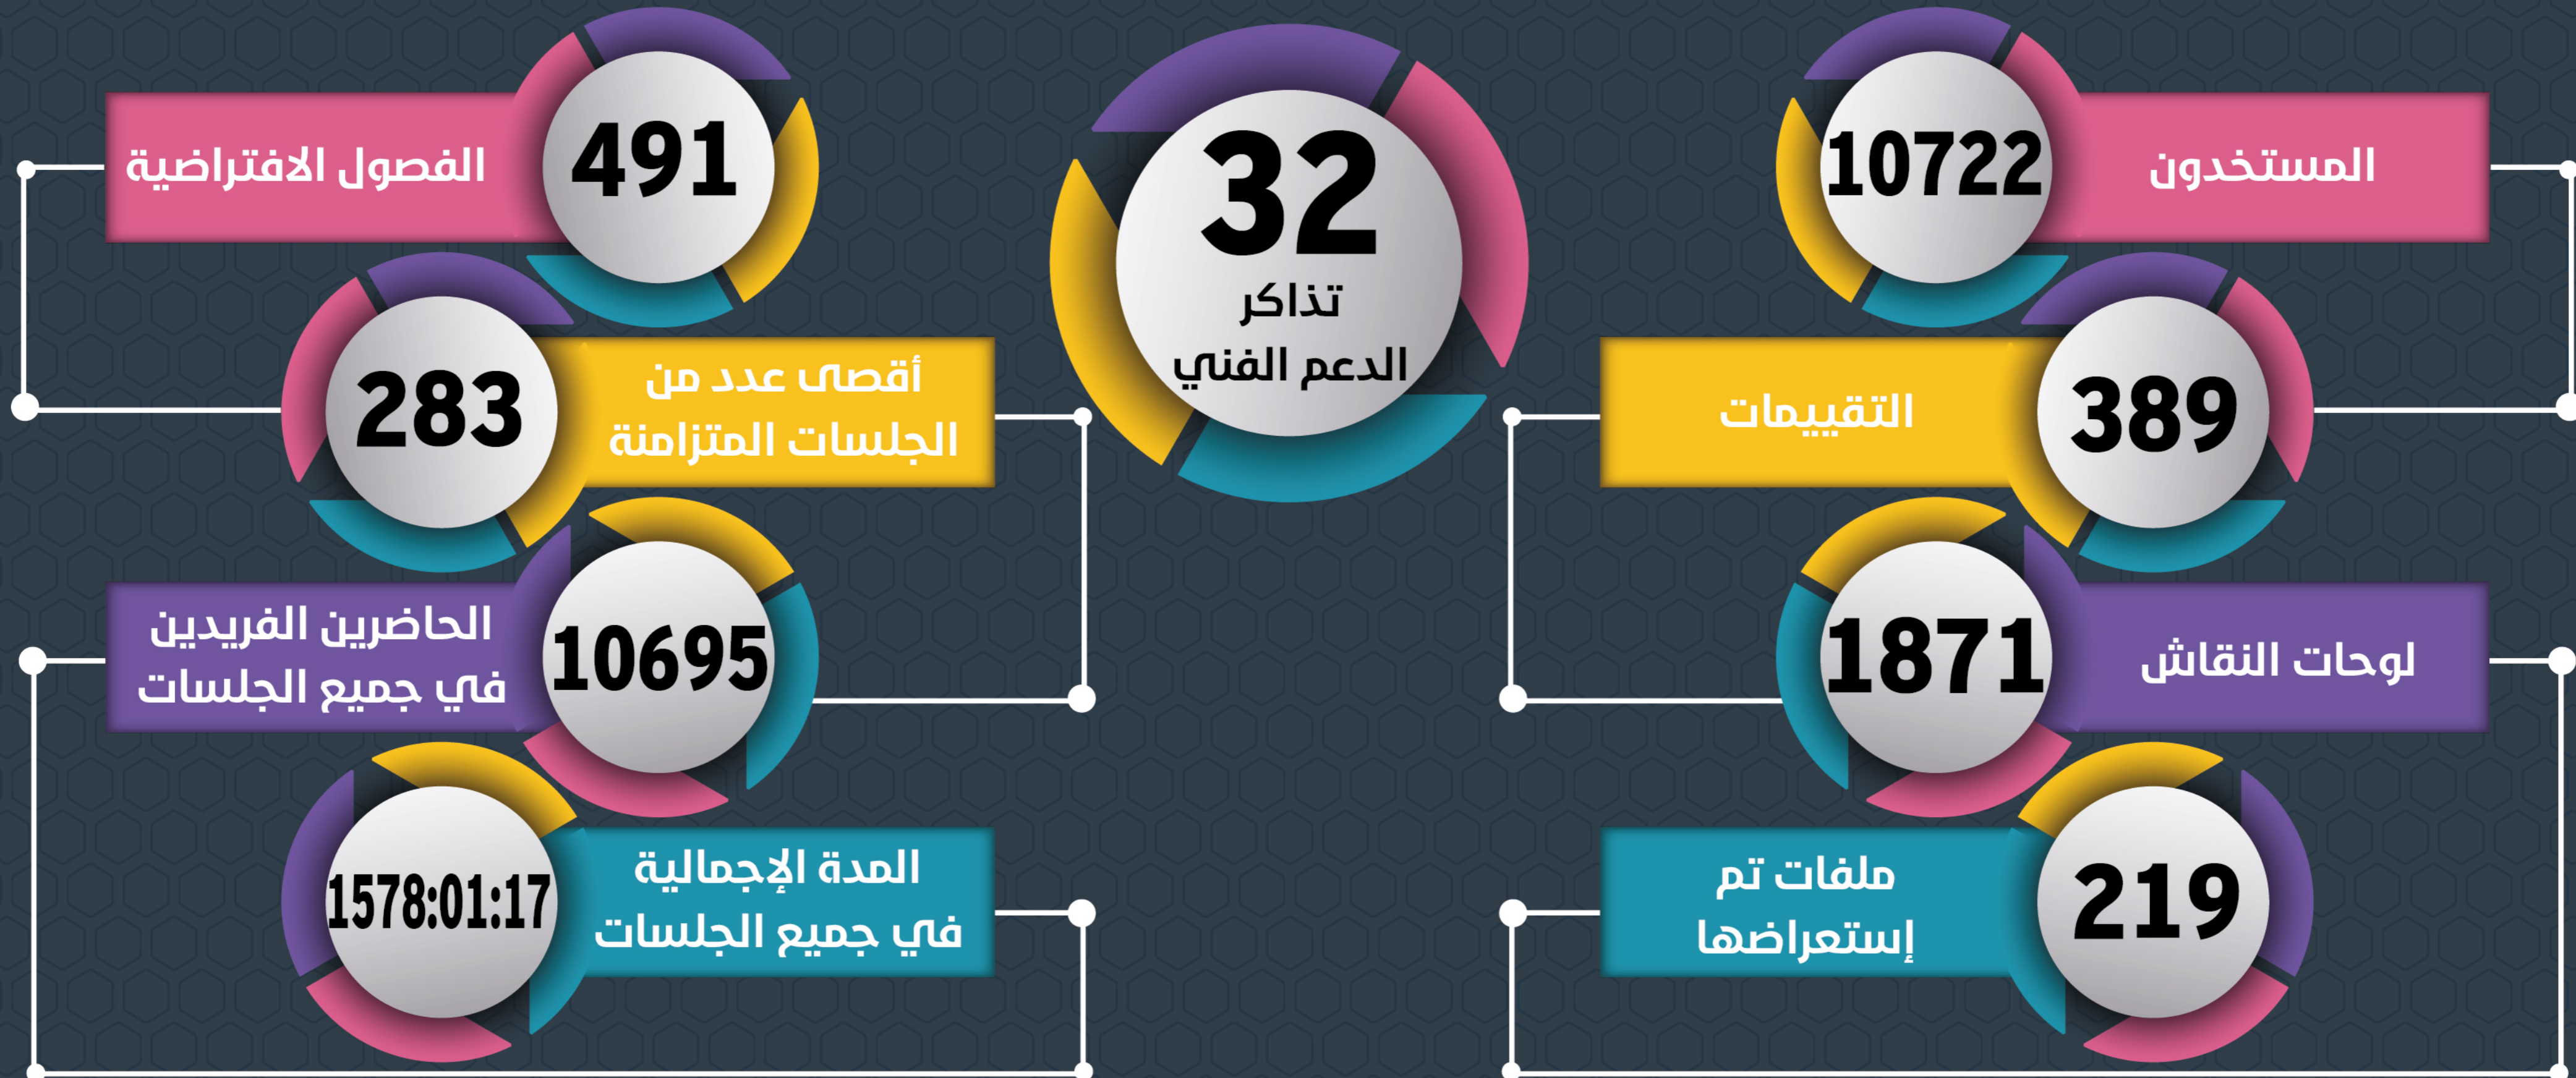 10722
المستخدون
389
التقييمات
1871
لوحات النقاش
219
ملفات تم
إستعراضها
32
تذاكر
الدعم الفني
491
الفصول الافتراضية
283
أقصى عدد من
الجلسات المتزامنة
10695
الحاضرين الفريدين
في جميع الجلسات
1578:01:17
المدة الإجمالية
في جميع الجلسات